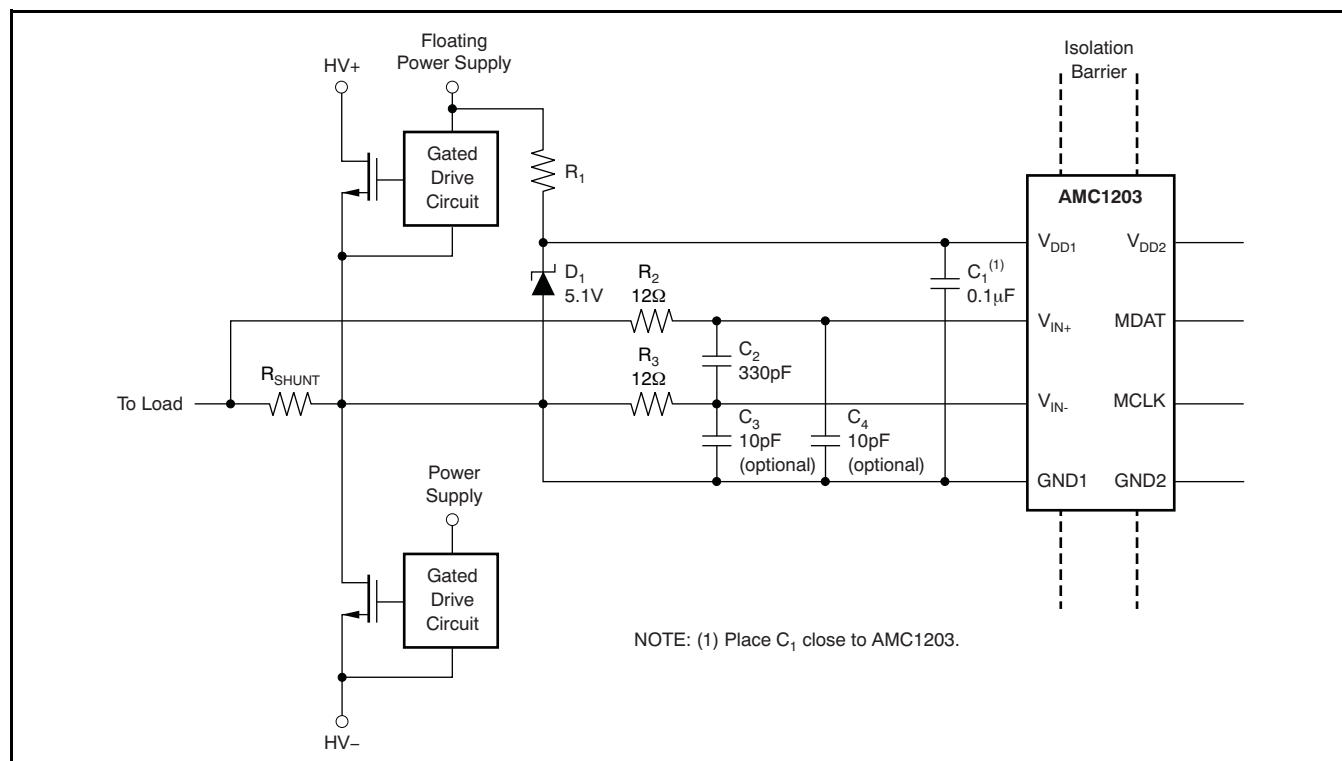 Floating
Power Supply
HV+
Isolation
Barrier
Gated
Drive
Circuit
R1
AMC1203
VDD1
VDD2
D1
5.1V
R2
12Ω
C1(1)
0.1μF
VIN+
MDAT
RSHUNT
R3
12Ω
C2
330pF
To Load
VIN-
MCLK
C3
10pF
(optional)
C4
10pF
(optional)
Power
Supply
GND1
GND2
Gated
Drive
Circuit
NOTE: (1) Place C1 close to AMC1203.
HV−